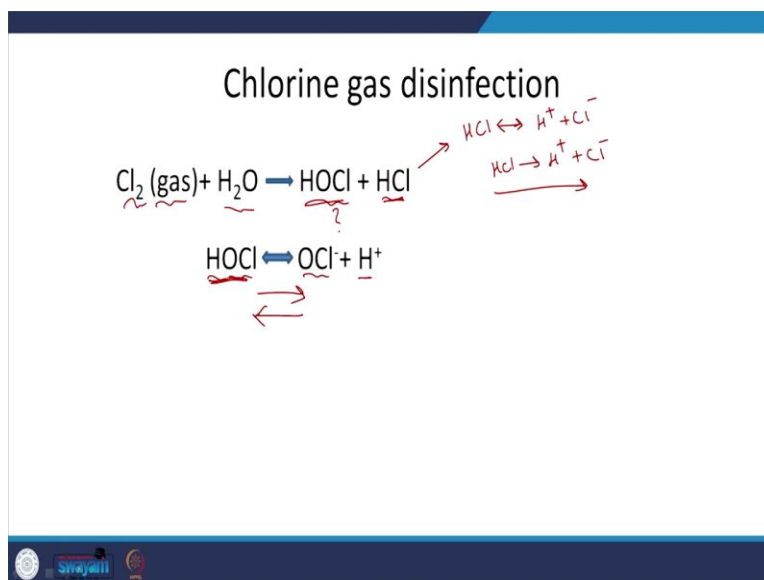 Chlorine gas disinfection
HCl ↔ H⁺ + Cl⁻
HCl → H⁺ + Cl⁻
Cl₂ (gas)+ H₂O → HOCl + HCl
?
HOCl ⇔ OCl⁻ + H⁺
swayam